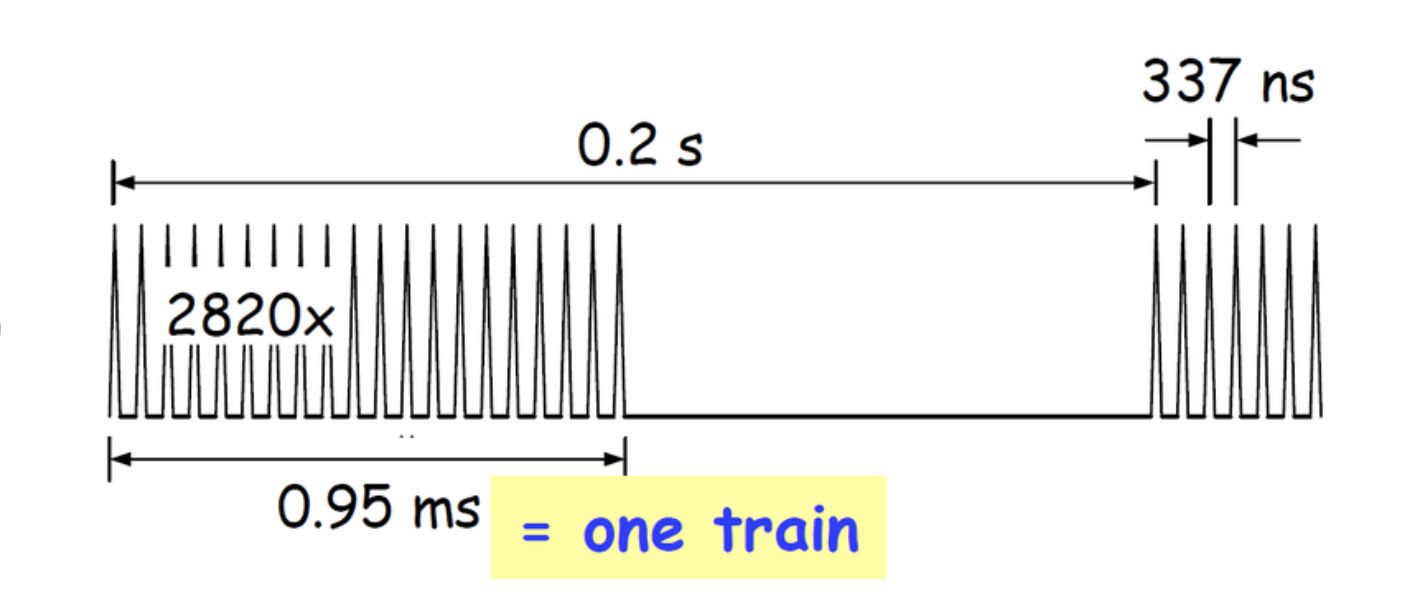 337 ns
0.2 s
2820x
0.95 ms
= one train